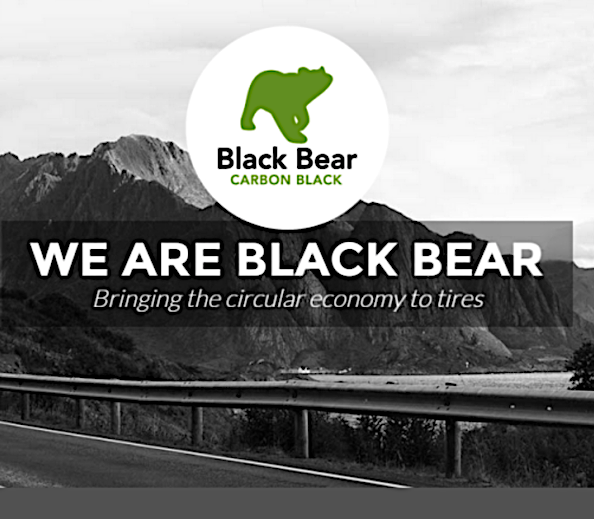 Black Bear
CARBON BLACK
WE ARE BLACK BEAR
Bringing the circular economy to tires